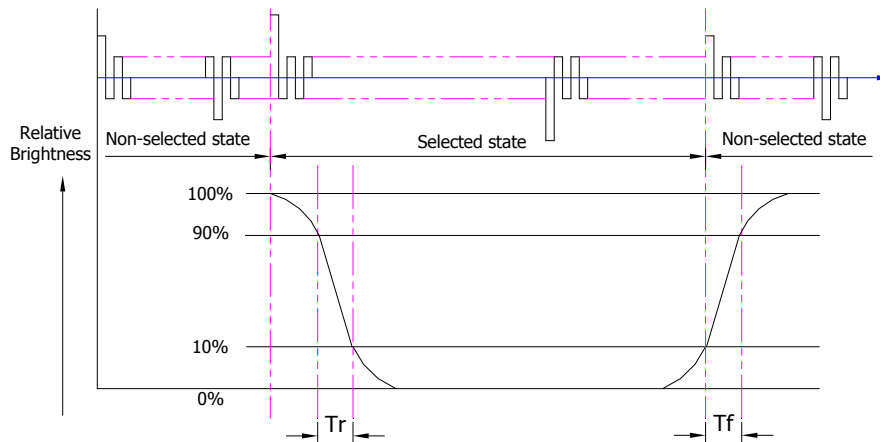 Relative
Brightness
Non-selected state
Selected state
Non-selected state
100%
90%
10%
0%
Tr
Tf